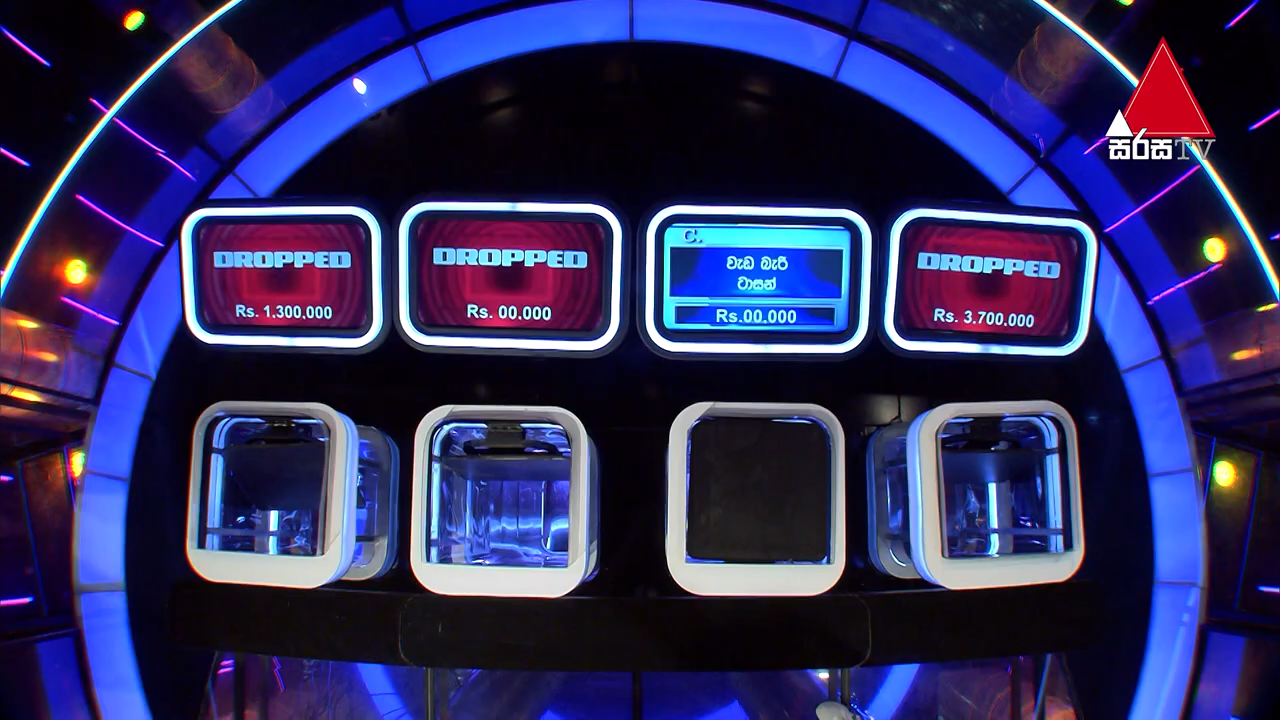 සිරස TV
DROPPED
Rs. 1,300,000
DROPPED
Rs. 00,000
C.
වැඩ බැරි
ටාසන්
Rs.00,000
DROPPED
Rs. 3,700,000